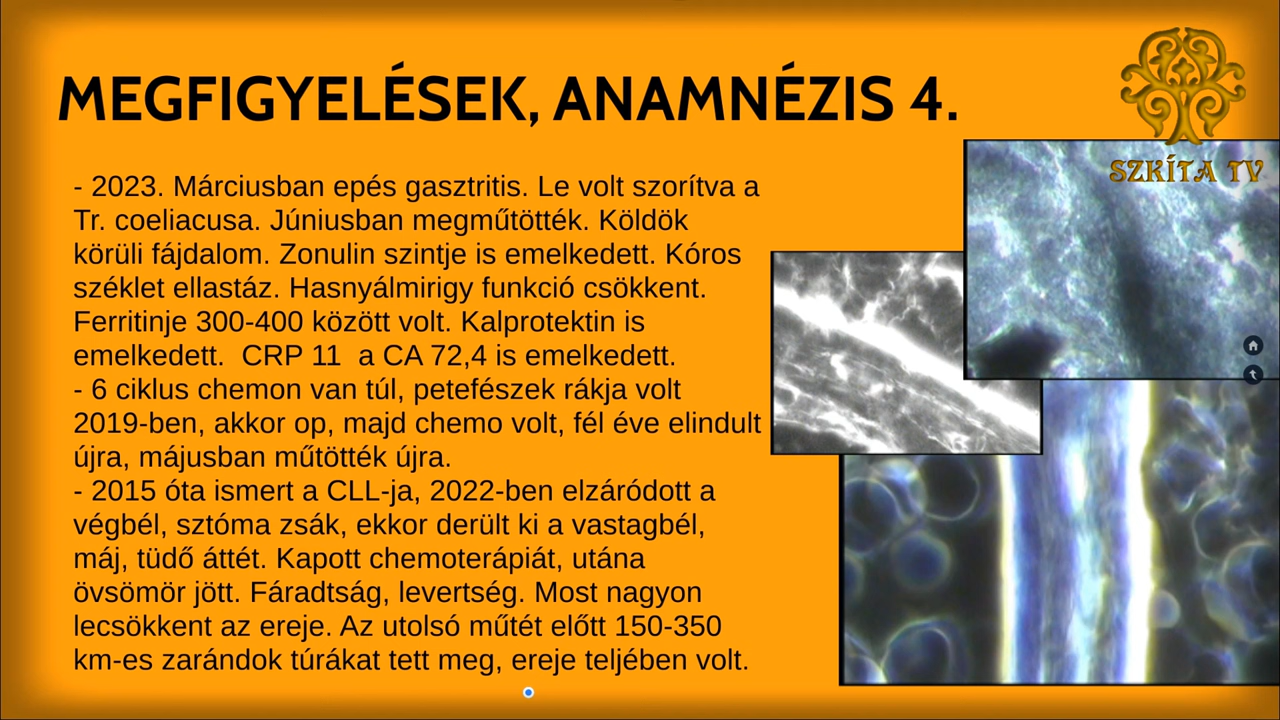 MEGFIGYELÉSEK, ANAMNÉZIS 4.
SZKÍTA TV
- 2023. Márciusban epés gasztritis. Le volt szorítva a
Tr. coeliacusa. Júniusban megműtötték. Köldök
körüli fájdalom. Zonulin szintje is emelkedett. Kóros
széklet ellastáz. Hasnyálmirigy funkció csökkent.
Ferritinje 300-400 között volt. Kalprotektin is
emelkedett.  CRP 11  a CA 72,4 is emelkedett.
- 6 ciklus chemon van túl, petefészek rákja volt
2019-ben, akkor op, majd chemo volt, fél éve elindult
újra, májusban műtötték újra.
- 2015 óta ismert a CLL-ja, 2022-ben elzáródott a
végbél, sztóma zsák, ekkor derült ki a vastagbél,
máj, tüdő áttét. Kapott chemoterápiát, utána
övsömör jött. Fáradtság, levertség. Most nagyon
lecsökkent az ereje. Az utolsó műtét előtt 150-350
km-es zarándok túrákat tett meg, ereje teljében volt.